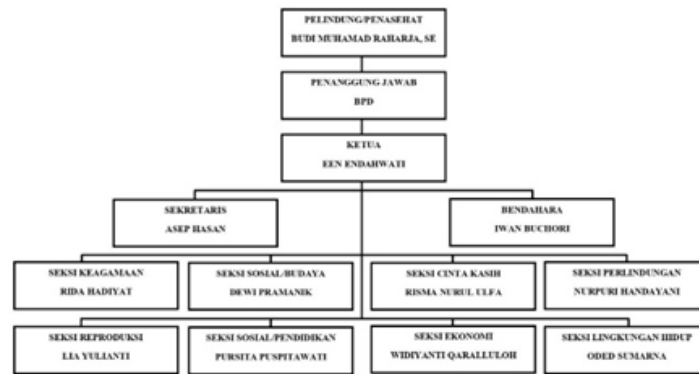 PELINDUNG/PENASEHAT
BUDI MUHAMAD RAHARJA, SE
PENANGGUNG JAWAB
BPD
KETUA
EEN ENDAHWATI
SEKRETARIS
ASEP HASAN
BENDAHARA
IWAN BUCHORI
SEKSI KEAGAMAAN
RIDA HADIYAT
SEKSI SOSIAL/BUDAYA
DEWI PRAMANIK
SEKSI CINTA KASIH
RISMA NURUL ULFA
SEKSI PERLINDUNGAN
NURPURI HANDAYANI
SEKSI REPRODUKSI
LIA YULIANTI
SEKSI SOSIAL/PENDIDIKAN
PURSITA PUSPITAWATI
SEKSI EKONOMI
WIDIYANTI QARALLULOH
SEKSI LINGKUNGAN HIDUP
ODED SUMARNA